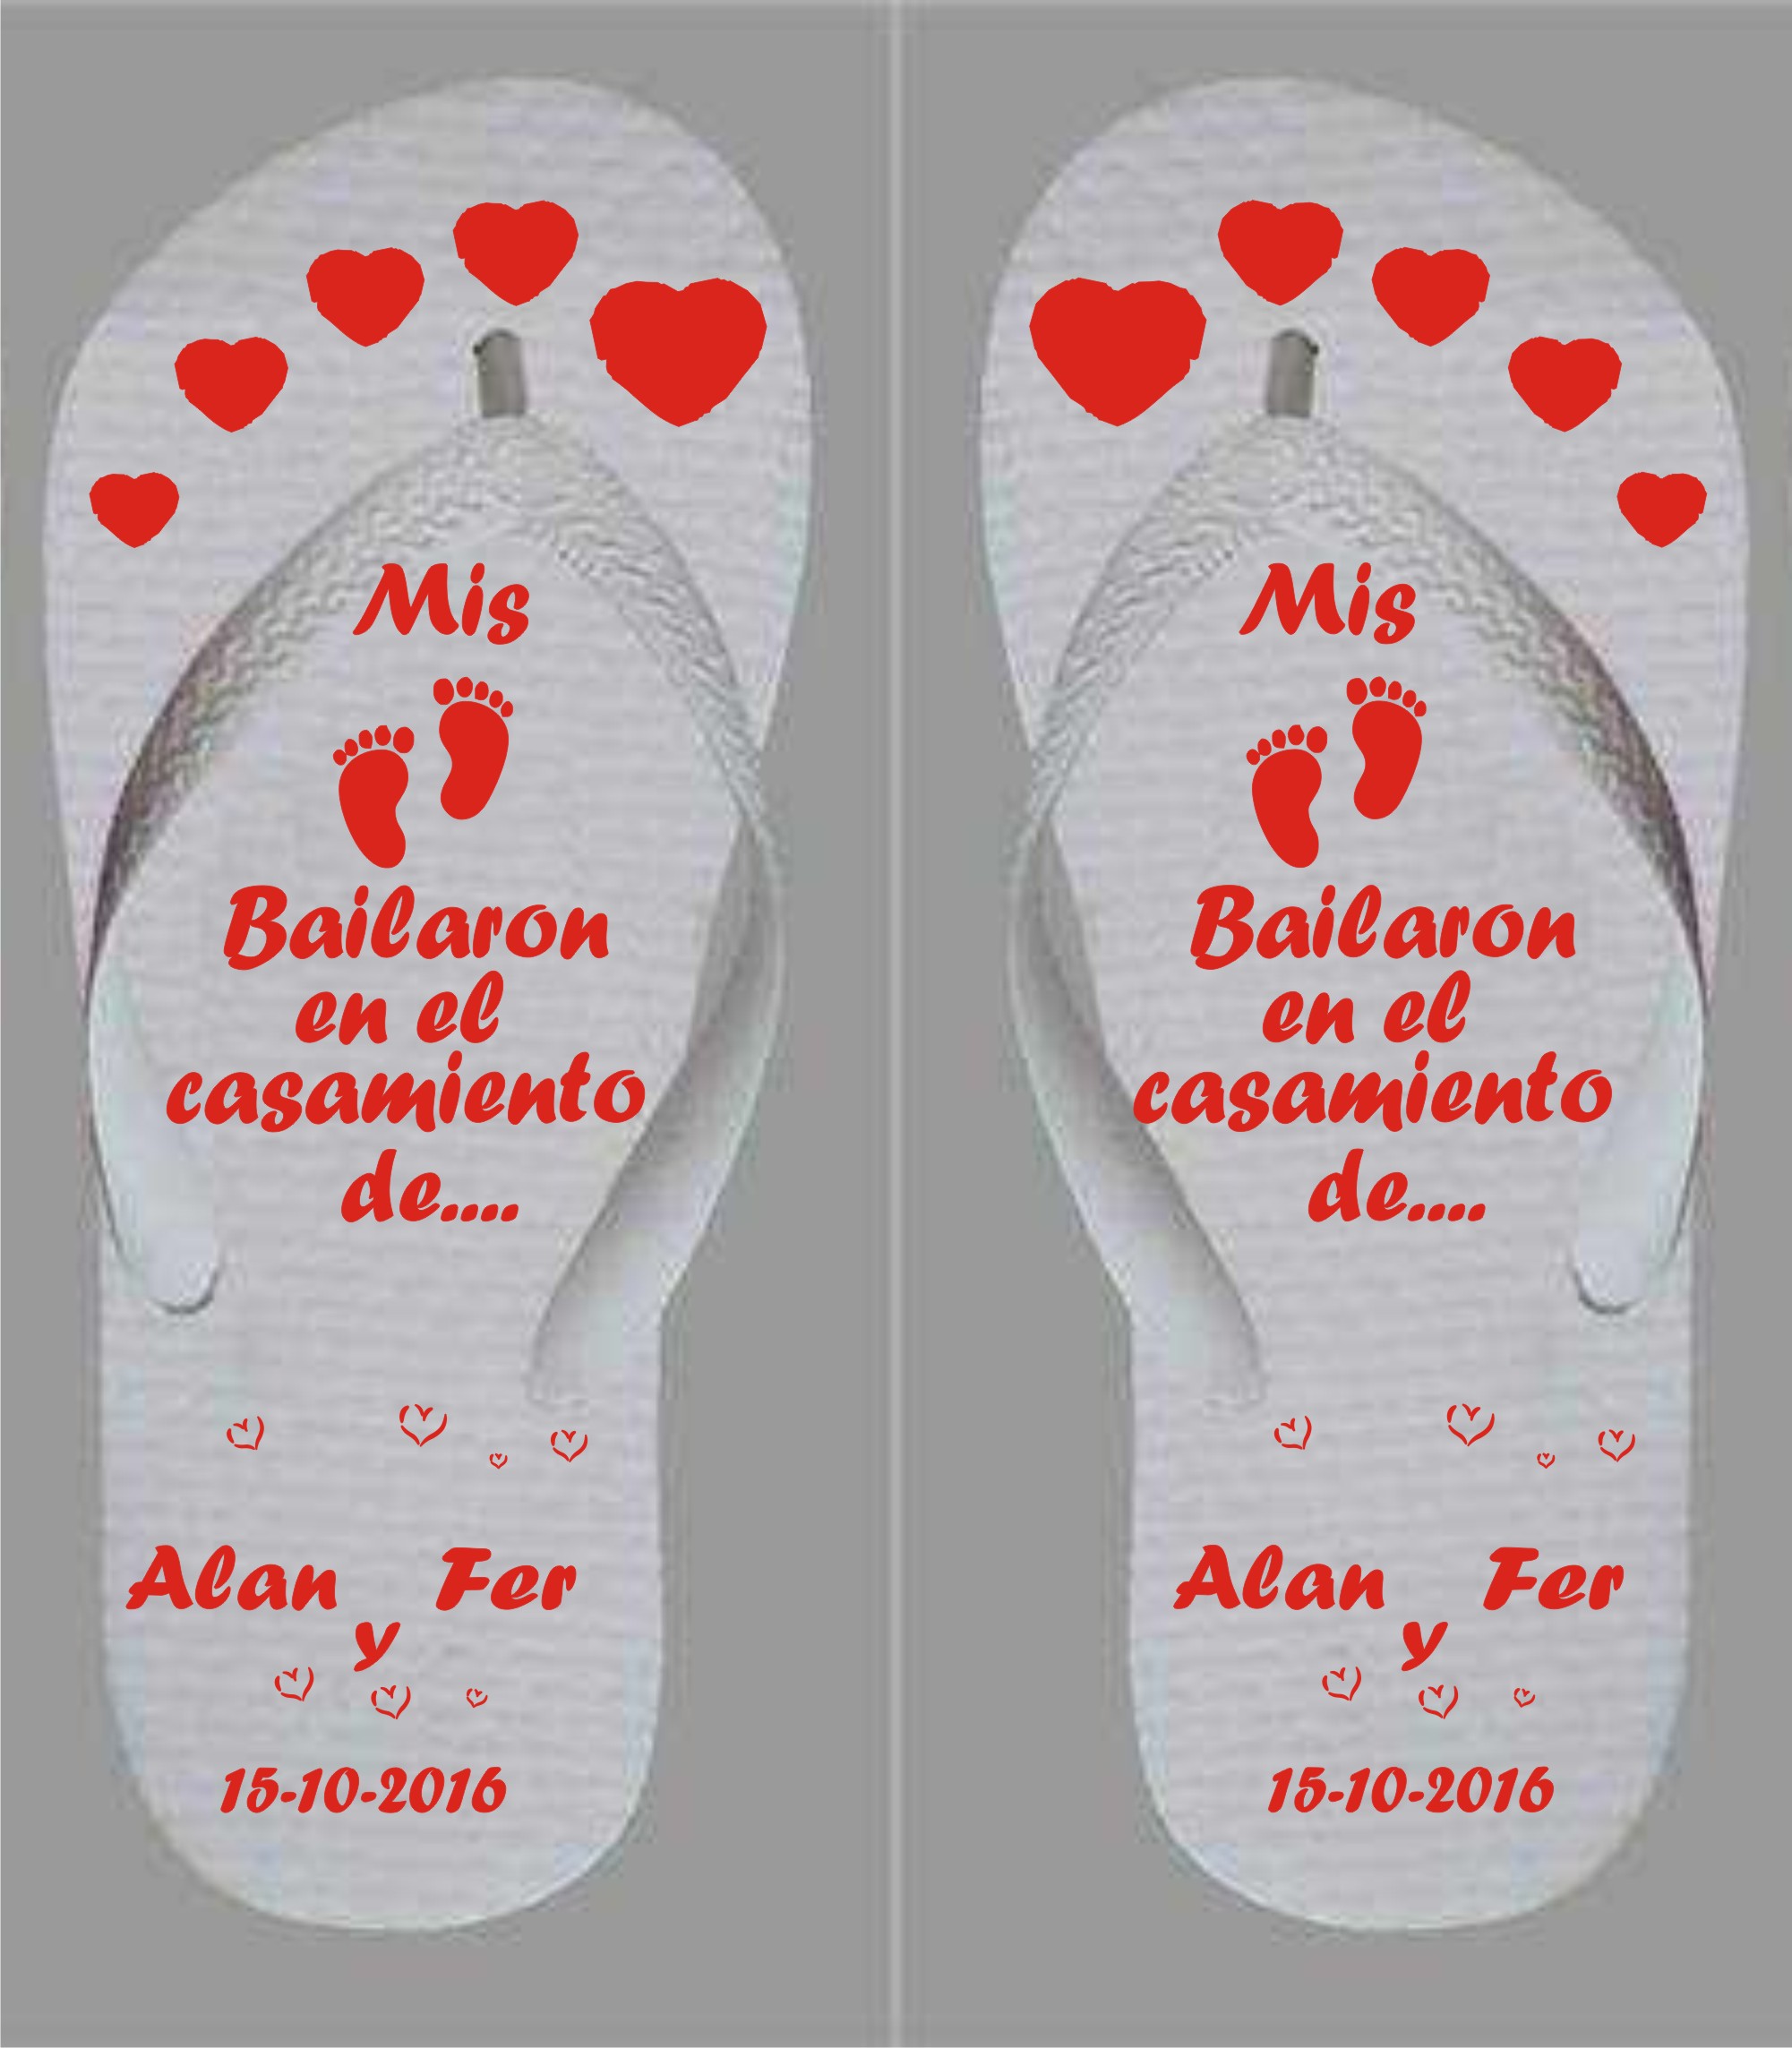 Mis
Bailaron
en el
casamiento
de....
Alan y Fer
15-10-2016
Mis
Bailaron
en el
casamiento
de....
Alan y Fer
15-10-2016